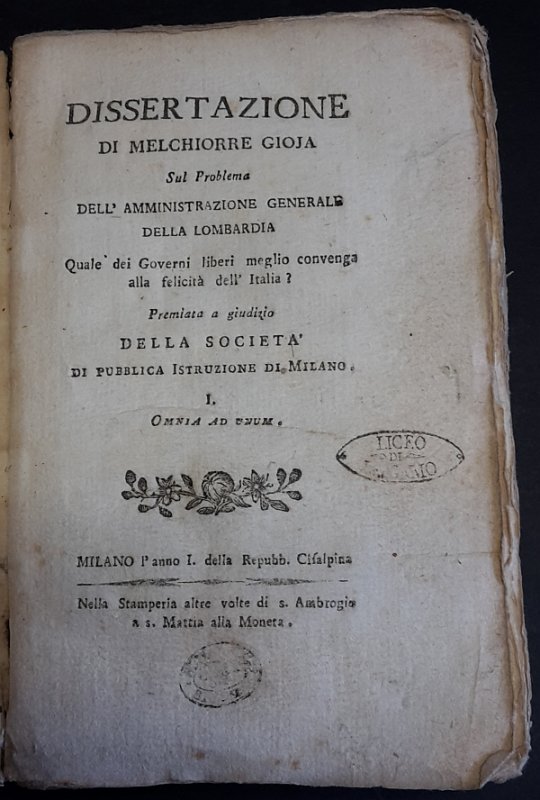 DISSERTAZIONE
DI MELCHIORRE GIOJA
Sul Problema
DELL' AMMINISTRAZIONE GENERALE
DELLA LOMBARDIA
Quale dei Governi liberi meglio convenga
alla felicità dell' Italia?
Premiata a giudizio
DELLA SOCIETA'
DI PUBBLICA ISTRUZIONE DI MILANO.
I.
OMNIA AD UNUM.
LICEO
DI
MILANO l'anno I. della Repubb. Cisalpina
Nella Stamperia altre volte di s. Ambrogio
a s. Mattia alla Moneta.